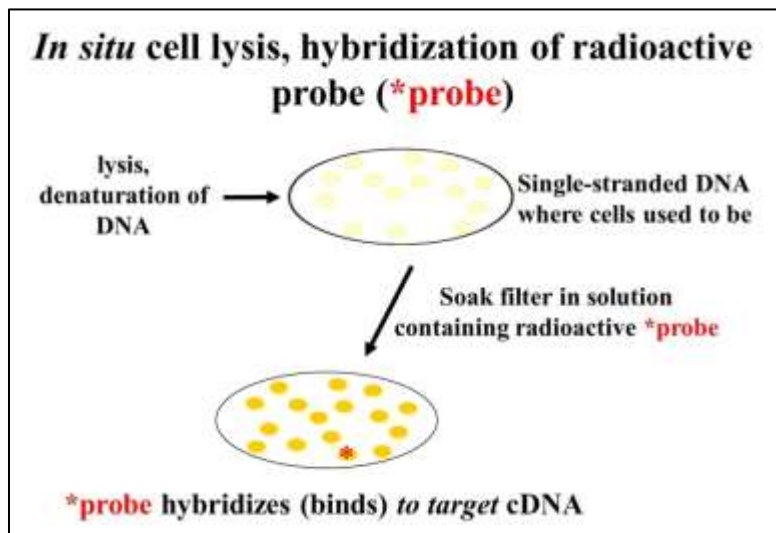 In situ cell lysis, hybridization of radioactive
probe (*probe)
lysis,
denaturation of
DNA
Single-stranded DNA
where cells used to be
Soak filter in solution
containing radioactive *probe
*
*probe hybridizes (binds) to target cDNA